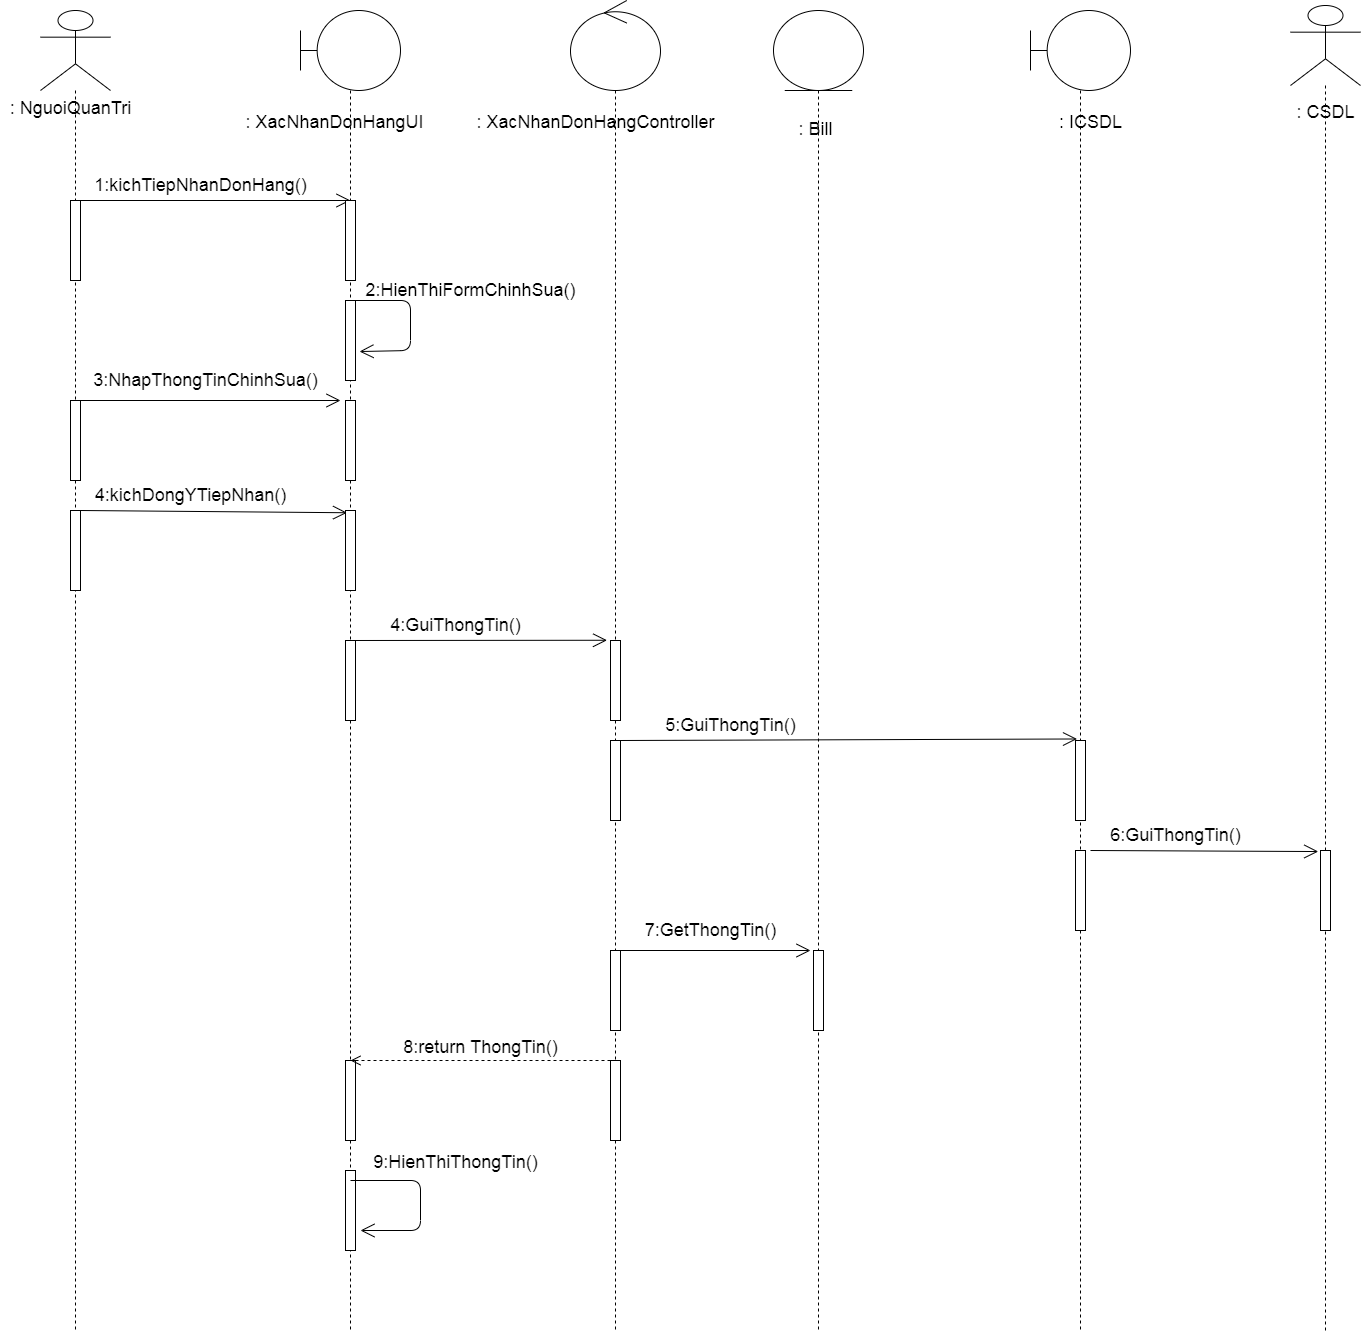 : NguoiQuanTri
: XacNhanDonHangUI
: XacNhanDonHangController
: Bill
: ICSDL
: CSDL
1:kichTiepNhanDonHang()
2:HienThiFormChinhSua()
3:NhapThongTinChinhSua()
4:kichDongYTiepNhan()
4:GuiThongTin()
5:GuiThongTin()
6:GuiThongTin()
7:GetThongTin()
8:return ThongTin()
9:HienThiThongTin()